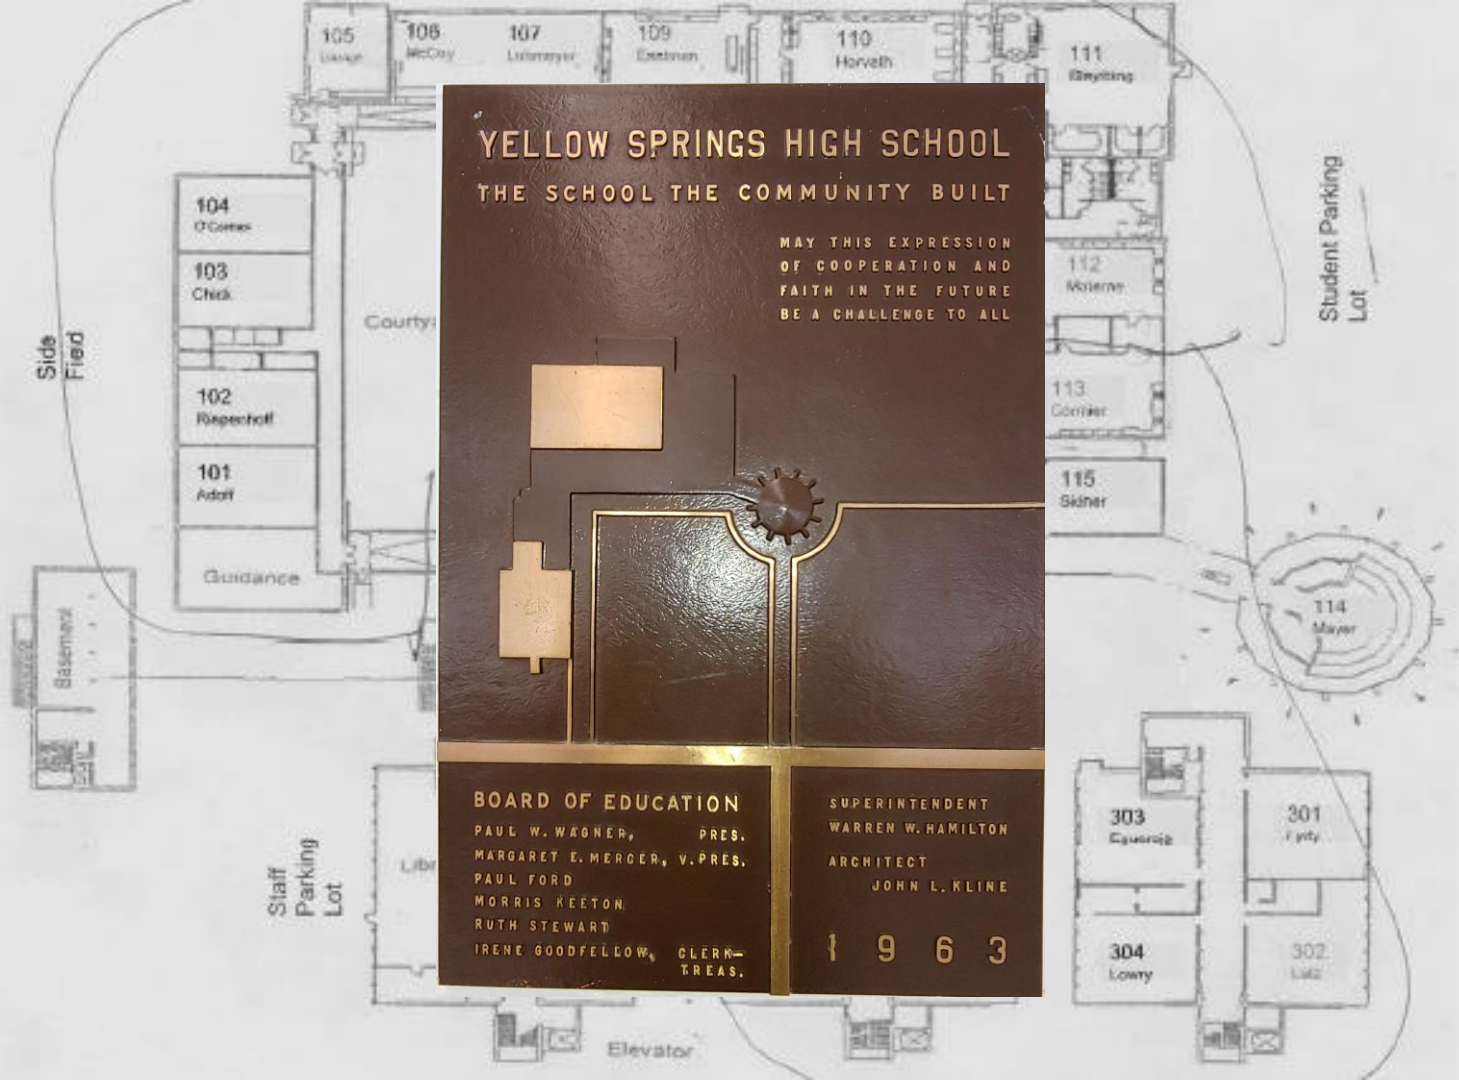 105
106
McCoy
107
109
Eastman
110
Horvath
111
YELLOW SPRINGS HIGH SCHOOL
THE SCHOOL THE COMMUNITY BUILT
MAY THIS EXPRESSION
OF COOPERATION AND
FAITH IN THE FUTURE
BE A CHALLENGE TO ALL
104
103
Chick
102
Riepenhoff
101
Adoff
Guidance
Side
Field
112
113
Cormier
115
Skinner
114
Mayer
Student Parking
Lot
Basement
BOARD OF EDUCATION
PAUL W. WAGNER, PRES.
MARGARET E. MERCER, V. PRES.
PAUL FORD
MORRIS KEETON
RUTH STEWART
IRENE GOODFELLOW, CLERK-
TREAS.
SUPERINTENDENT
WARREN W. HAMILTON
ARCHITECT
JOHN L. KLINE
1963
Staff
Parking
Lot
303
301
304
Lowry
302
Elevator